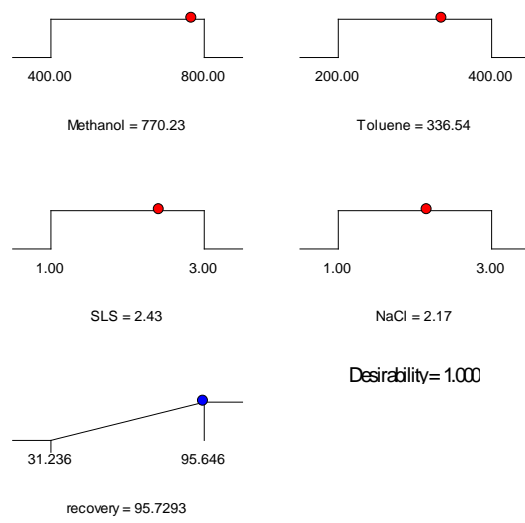 400.00 800.00 200.00 400.00
Methanol = 770.23 Toluene = 336.54
1.00 3.00 1.00 3.00
SLS = 2.43 NaCl = 2.17
Desirability = 1.000
31.236 95.646
recovery = 95.7293